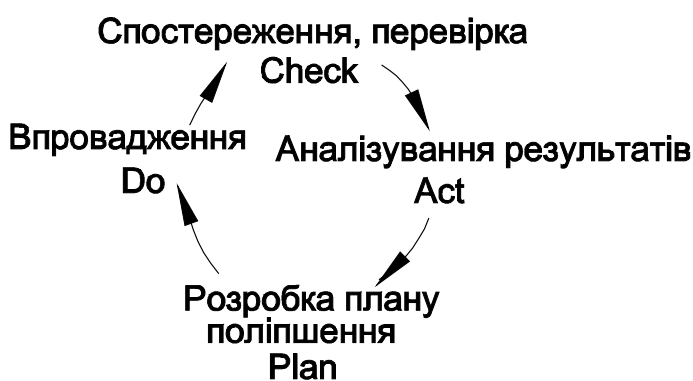 Спостереження, перевірка
Check
Впровадження
Do
Аналізування результатів
Act
Розробка плану
поліпшення
Plan